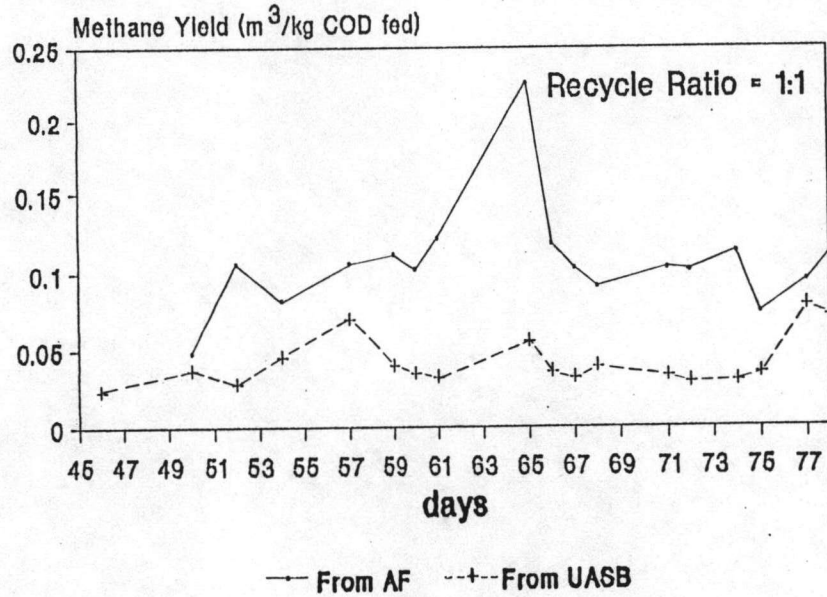 Methane Yield (m³/kg COD fed)
0.25
Recycle Ratio = 1:1
0.2
0.15
0.1
0.05
0
45 47 49 51 53 55 57 59 61 63 65 67 69 71 73 75 77
days
From AF From UASB